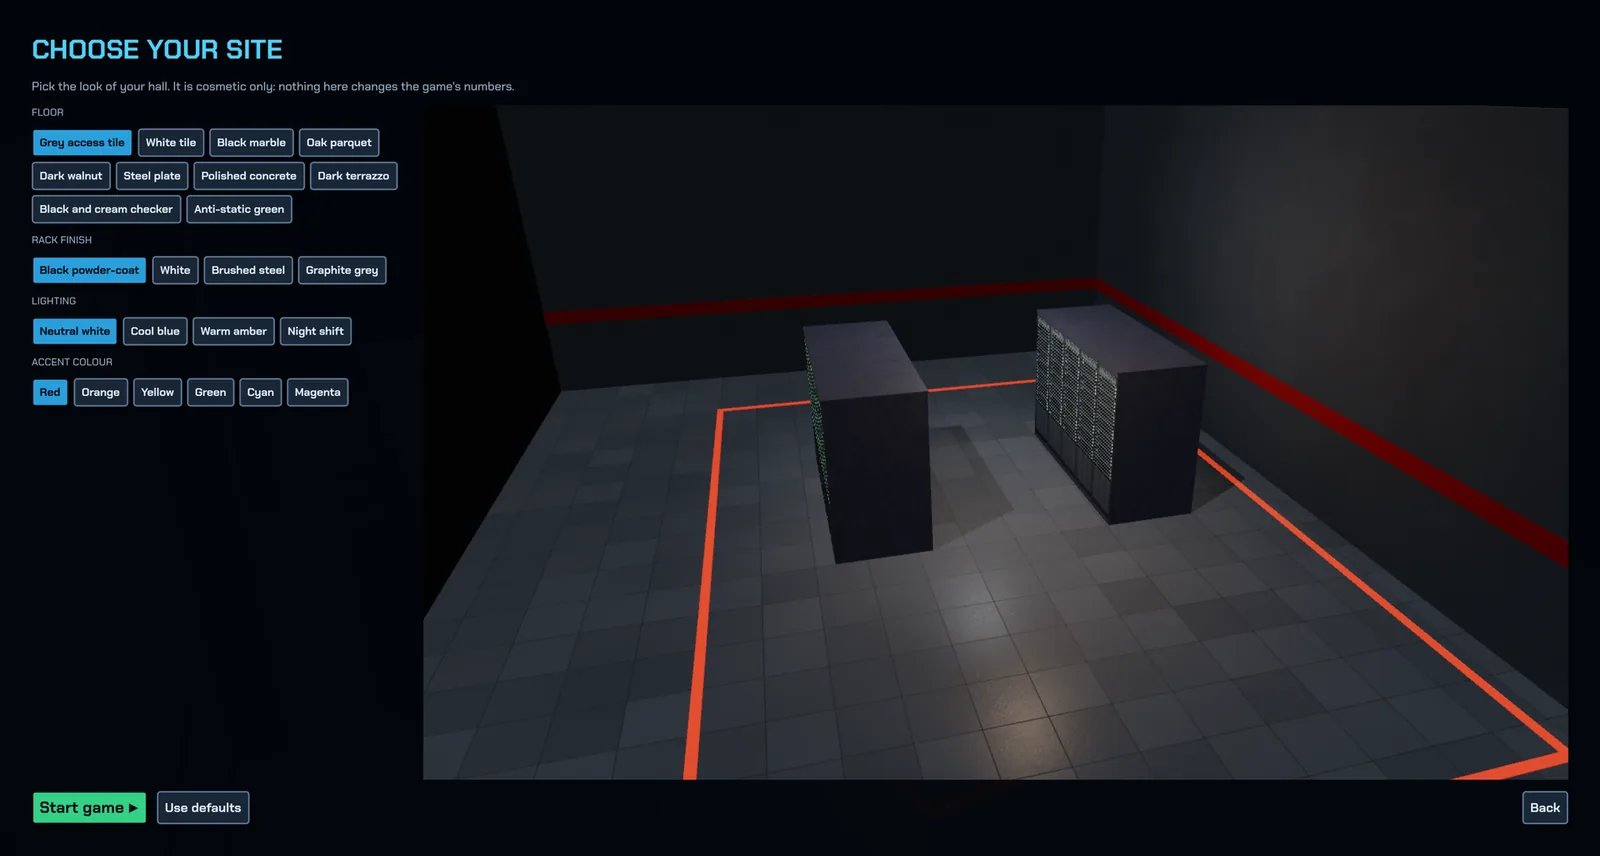 CHOOSE YOUR SITE
Pick the look of your hall. It is cosmetic only: nothing here changes the game's numbers.
FLOOR
Grey access tile White tile Black marble Oak parquet
Dark walnut Steel plate Polished concrete Dark terrazzo
Black and cream checker Anti-static green
RACK FINISH
Black powder-coat White Brushed steel Graphite grey
LIGHTING
Neutral white Cool blue Warm amber Night shift
ACCENT COLOUR
Red Orange Yellow Green Cyan Magenta
Start game ▶ Use defaults Back